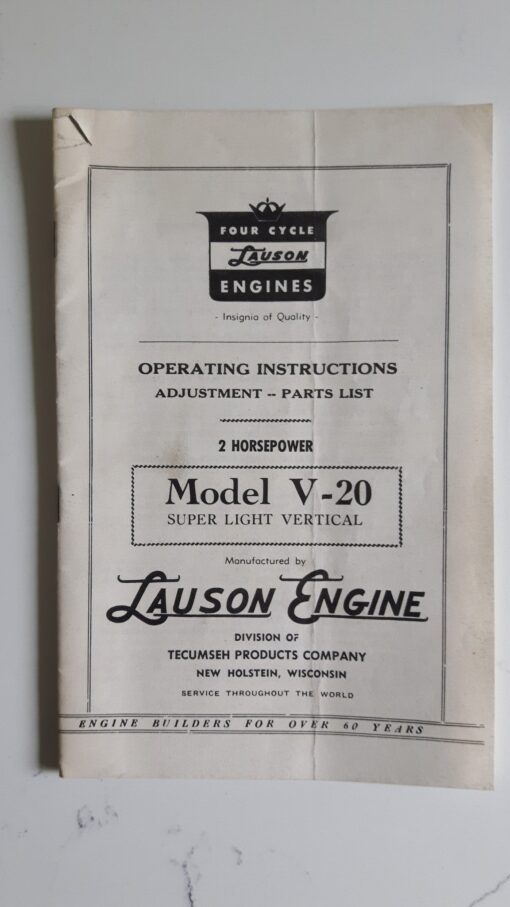 FOUR CYCLE
LAUSON
ENGINES
- Insignia of Quality -
OPERATING INSTRUCTIONS
ADJUSTMENT -- PARTS LIST
2 HORSEPOWER
Model V-20
SUPER LIGHT VERTICAL
Manufactured by
LAUSON ENGINE
DIVISION OF
TECUMSEH PRODUCTS COMPANY
NEW HOLSTEIN, WISCONSIN
SERVICE THROUGHOUT THE WORLD
ENGINE BUILDERS FOR OVER 60 YEARS